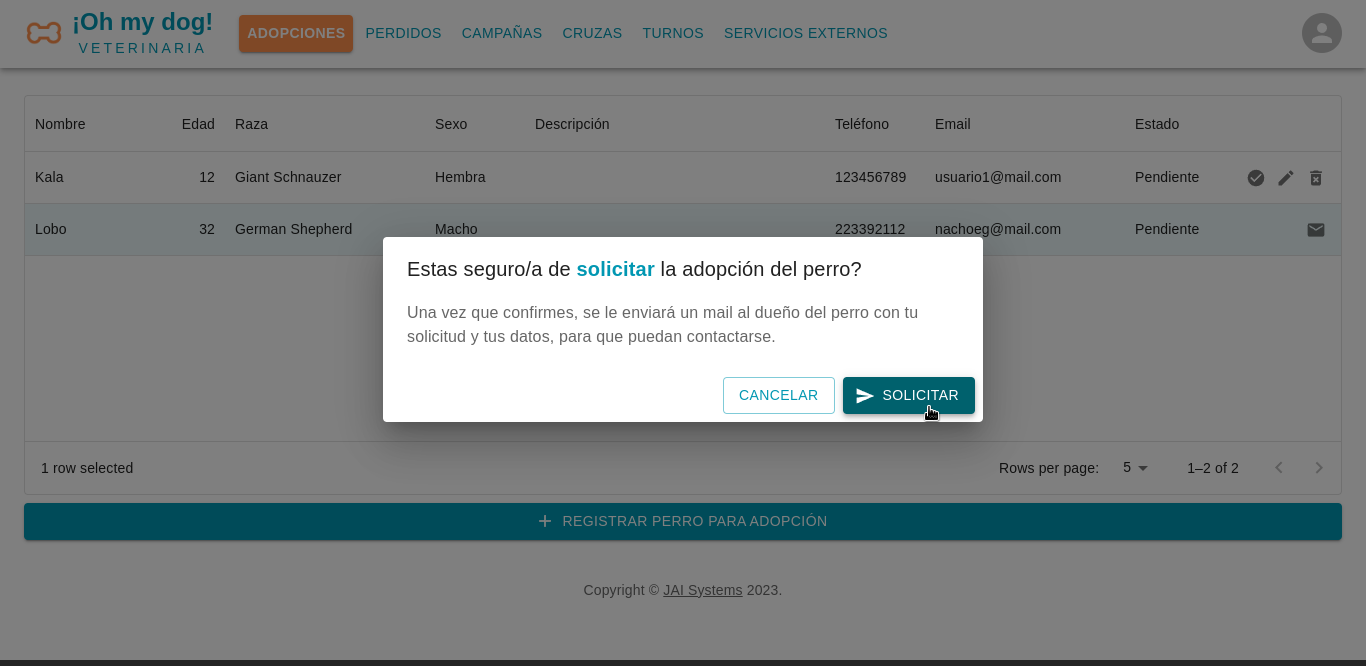 ¡Oh my dog!
VETERINARIA
ADOPCIONES PERDIDOS CAMPAÑAS CRUZAS TURNOS SERVICIOS EXTERNOS
Nombre Edad Raza Sexo Descripción Teléfono Email Estado
Kala 12 Giant Schnauzer Hembra 123456789 usuario1@mail.com Pendiente
Lobo 32 German Shepherd Macho 223392112 nachoeg@mail.com Pendiente
Estas seguro/a de solicitar la adopción del perro?
Una vez que confirmes, se le enviará un mail al dueño del perro con tu
solicitud y tus datos, para que puedan contactarse.
CANCELAR SOLICITAR
1 row selected Rows per page: 5 1–2 of 2
REGISTRAR PERRO PARA ADOPCIÓN
Copyright © JAI Systems 2023.